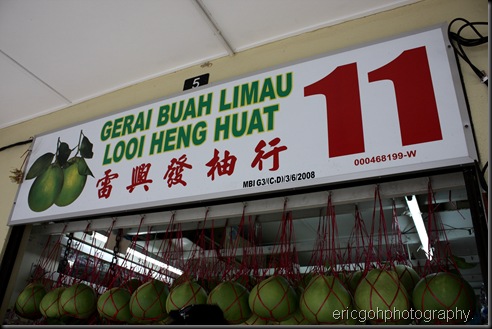 5
GERAI BUAH LIMAU
LOOI HENG HUAT
雷興發柚行
MBI G3/(C-D)/3/6/2008
11
000468199-W
ericgohphotography.